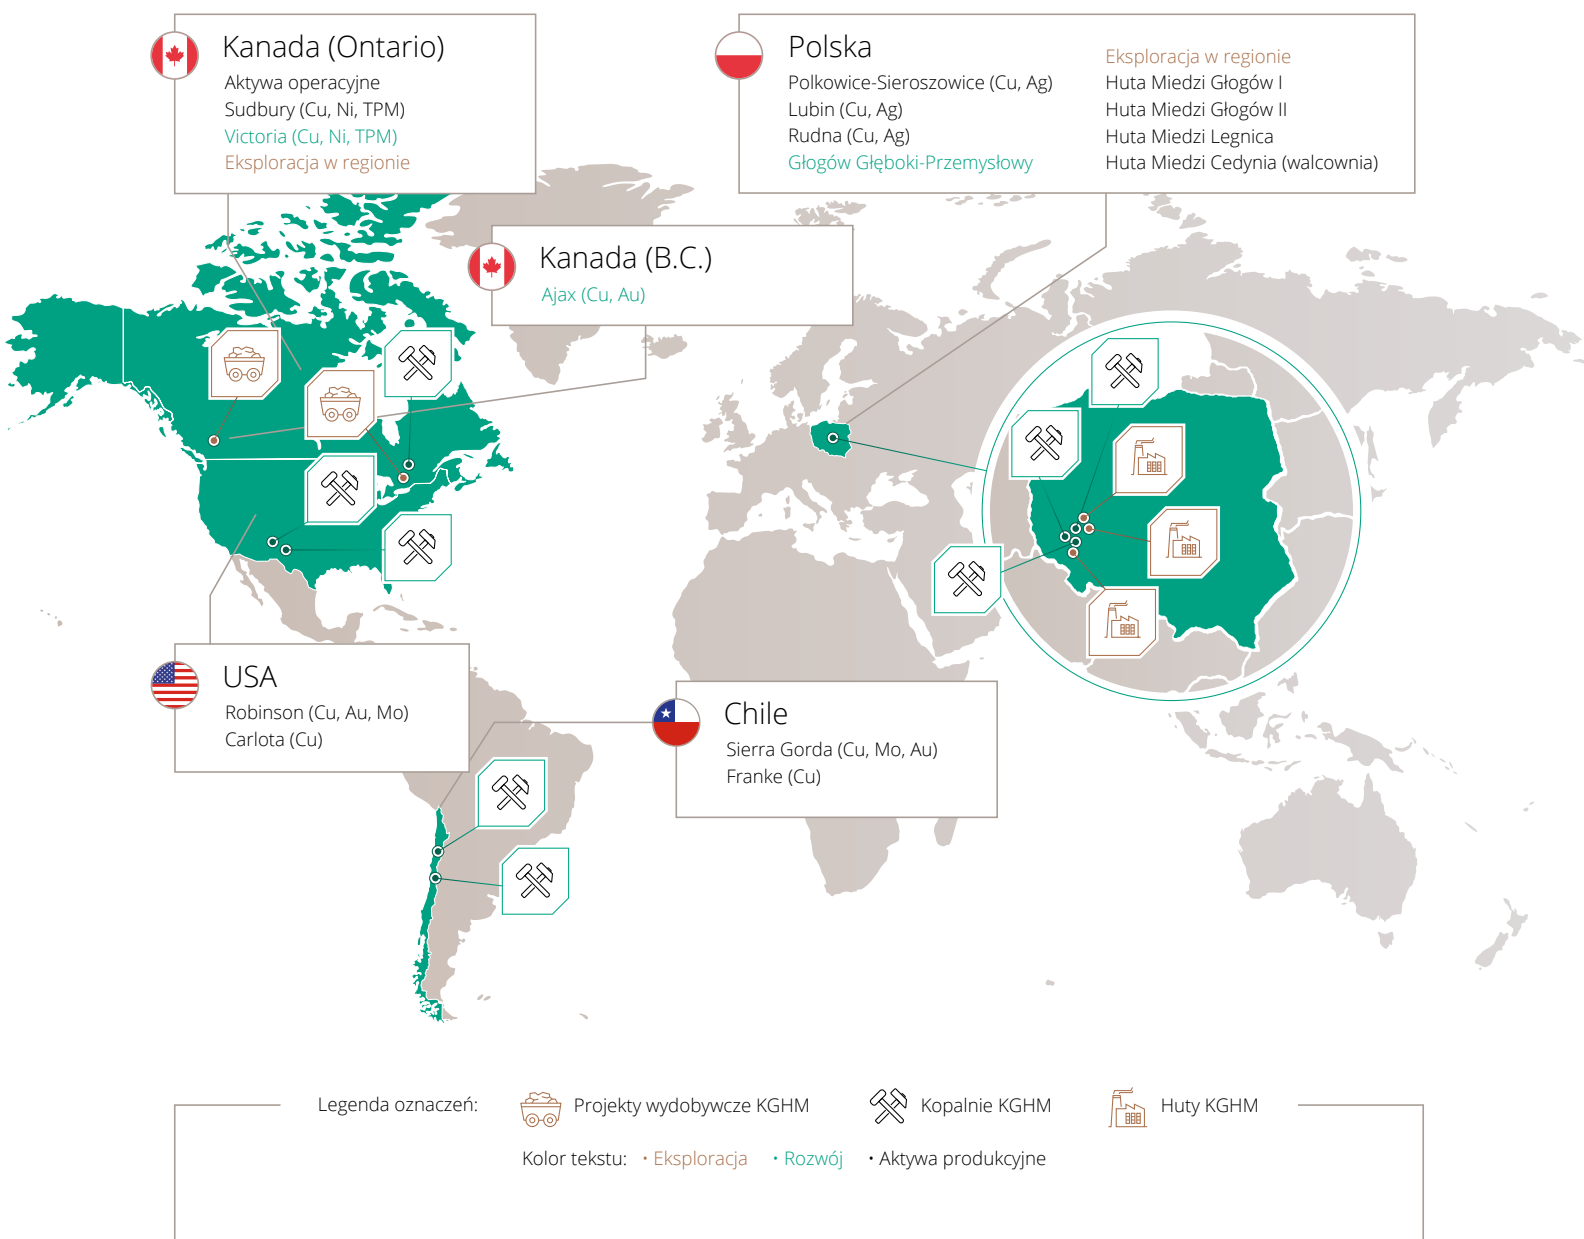 Kanada (Ontario)
Aktywa operacyjne
Sudbury (Cu, Ni, TPM)
Victoria (Cu, Ni, TPM)
Eksploracja w regionie
Polska
Polkowice-Sieroszowice (Cu, Ag)
Lubin (Cu, Ag)
Rudna (Cu, Ag)
Głogów Głęboki-Przemysłowy
Eksploracja w regionie
Huta Miedzi Głogów I
Huta Miedzi Głogów II
Huta Miedzi Legnica
Huta Miedzi Cedynia (walcownia)
Kanada (B.C.)
Ajax (Cu, Au)
USA
Robinson (Cu, Au, Mo)
Carlota (Cu)
Chile
Sierra Gorda (Cu, Mo, Au)
Franke (Cu)
Legenda oznaczeń: Projekty wydobywcze KGHM Kopalnie KGHM Huty KGHM
Kolor tekstu: • Eksploracja • Rozwój • Aktywa produkcyjne